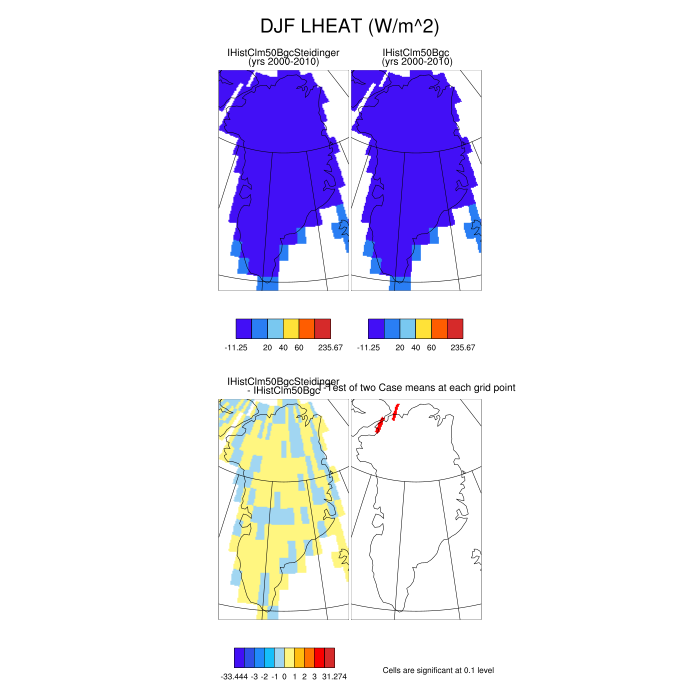 DJF LHEAT (W/m^2)
IHistClm50BgcSteidinger
(yrs 2000-2010)
IHistClm50Bgc
(yrs 2000-2010)
-11.25 20 40 60 235.67
-11.25 20 40 60 235.67
IHistClm50BgcSteidinger
- IHistClm50Bgc
T-Test of two Case means at each grid point
-33.444 -3 -2 -1 0 1 2 3 31.274
Cells are significant at 0.1 level